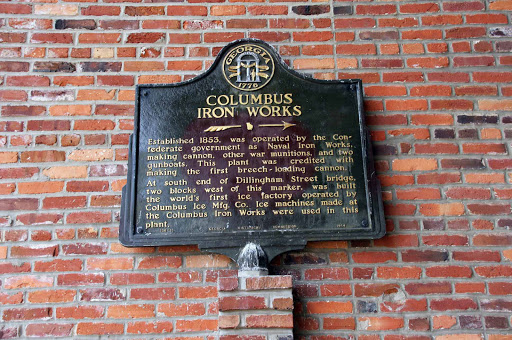 GEORGIA
1776
COLUMBUS
IRON WORKS
Established 1853, was operated by the Con-
federate government as Naval Iron Works,
making cannon, other war munitions, and two
gunboats. This plant was credited with
making the first breech-loading cannon.
At south end of Dillingham Street bridge,
two blocks west of this marker, was built
the world's first ice factory operated by
Columbus Ice Mfg. Co. Ice machines made at
the Columbus Iron Works were used in this
plant.